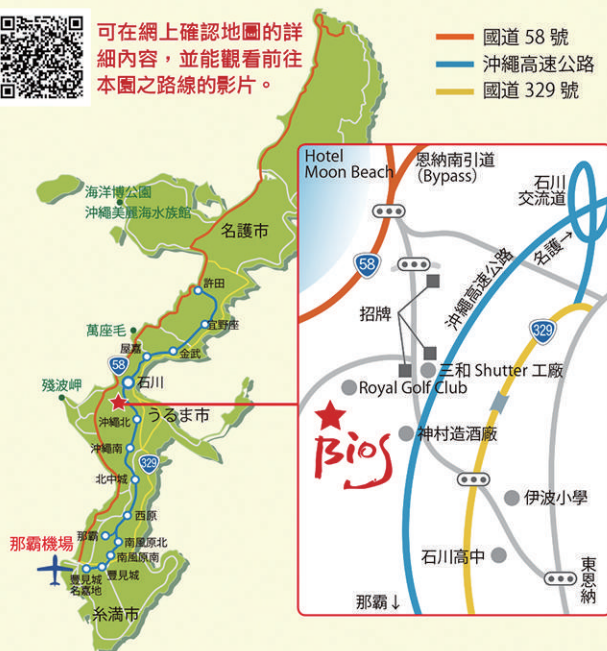 可在網上確認地圖的詳
細內容，並能觀看前往
本園之路線的影片。
國道 58 號
沖繩高速公路
國道 329 號
海洋博公園
沖繩美麗海水族館
名護市
許田
宜野座
萬座毛
屋嘉
金武
58
石川
殘波岬
うるま市
沖繩北
沖繩南
329
北中城
西原
那霸
南風原北
那霸機場
南風原南
豐見城
豐見城
名嘉地
糸満市
Hotel
Moon Beach
恩納南引道
(Bypass)
石川
交流道
名護→
58
沖繩高速公路
招牌
329
三和 Shutter 工廠
Royal Golf Club
Bios
神村造酒廠
伊波小學
石川高中
東恩納
那霸↓